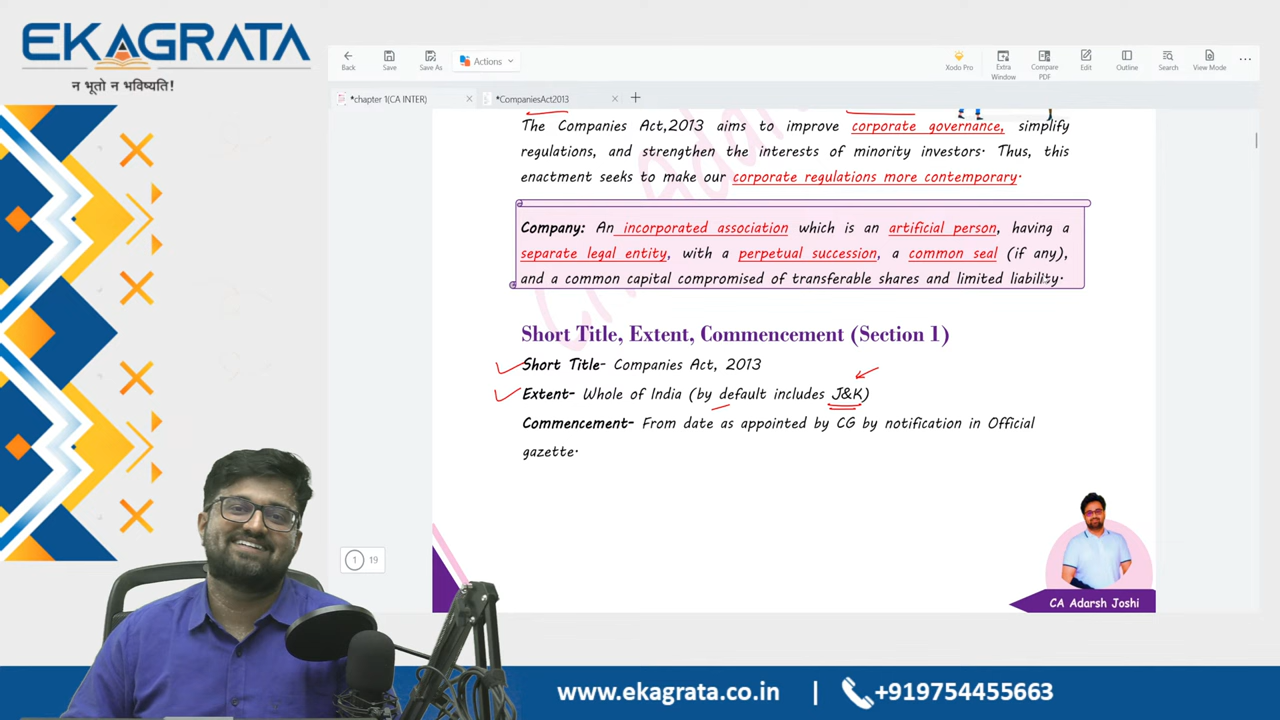 EKAGRATA
न भूतो न भविष्यति!
Back
Save
Save As
Actions
Xodo Pro
Extra Window
Compare PDF
Edit
Outline
Search
View Mode
*chapter 1(CA INTER)
*CompaniesAct2013
The Companies Act,2013 aims to improve corporate governance, simplify
regulations, and strengthen the interests of minority investors. Thus, this
enactment seeks to make our corporate regulations more contemporary.
Company: An incorporated association which is an artificial person, having a
separate legal entity, with a perpetual succession, a common seal (if any),
and a common capital compromised of transferable shares and limited liability.
Short Title, Extent, Commencement (Section 1)
Short Title- Companies Act, 2013
Extent- Whole of India (by default includes J&K)
Commencement- From date as appointed by CG by notification in Official
gazette.
1 19
CA Adarsh Joshi
www.ekagrata.co.in | +919754455663